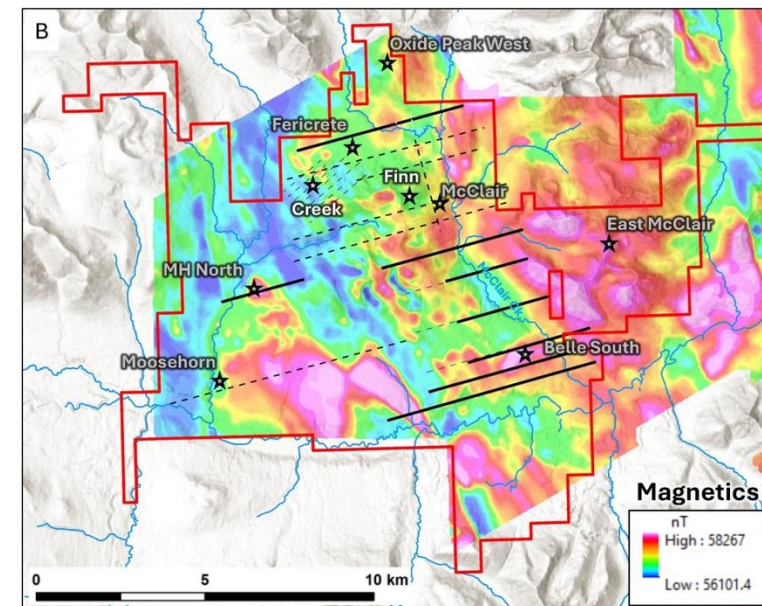 B
Oxide Peak West
Fericrete
Finn
Creek
McClair
East McClair
MH North
McClair Ck.
Moosehorn
Belle South
Magnetics
nT
High : 58267
Low : 56101.4
0 5 10 km